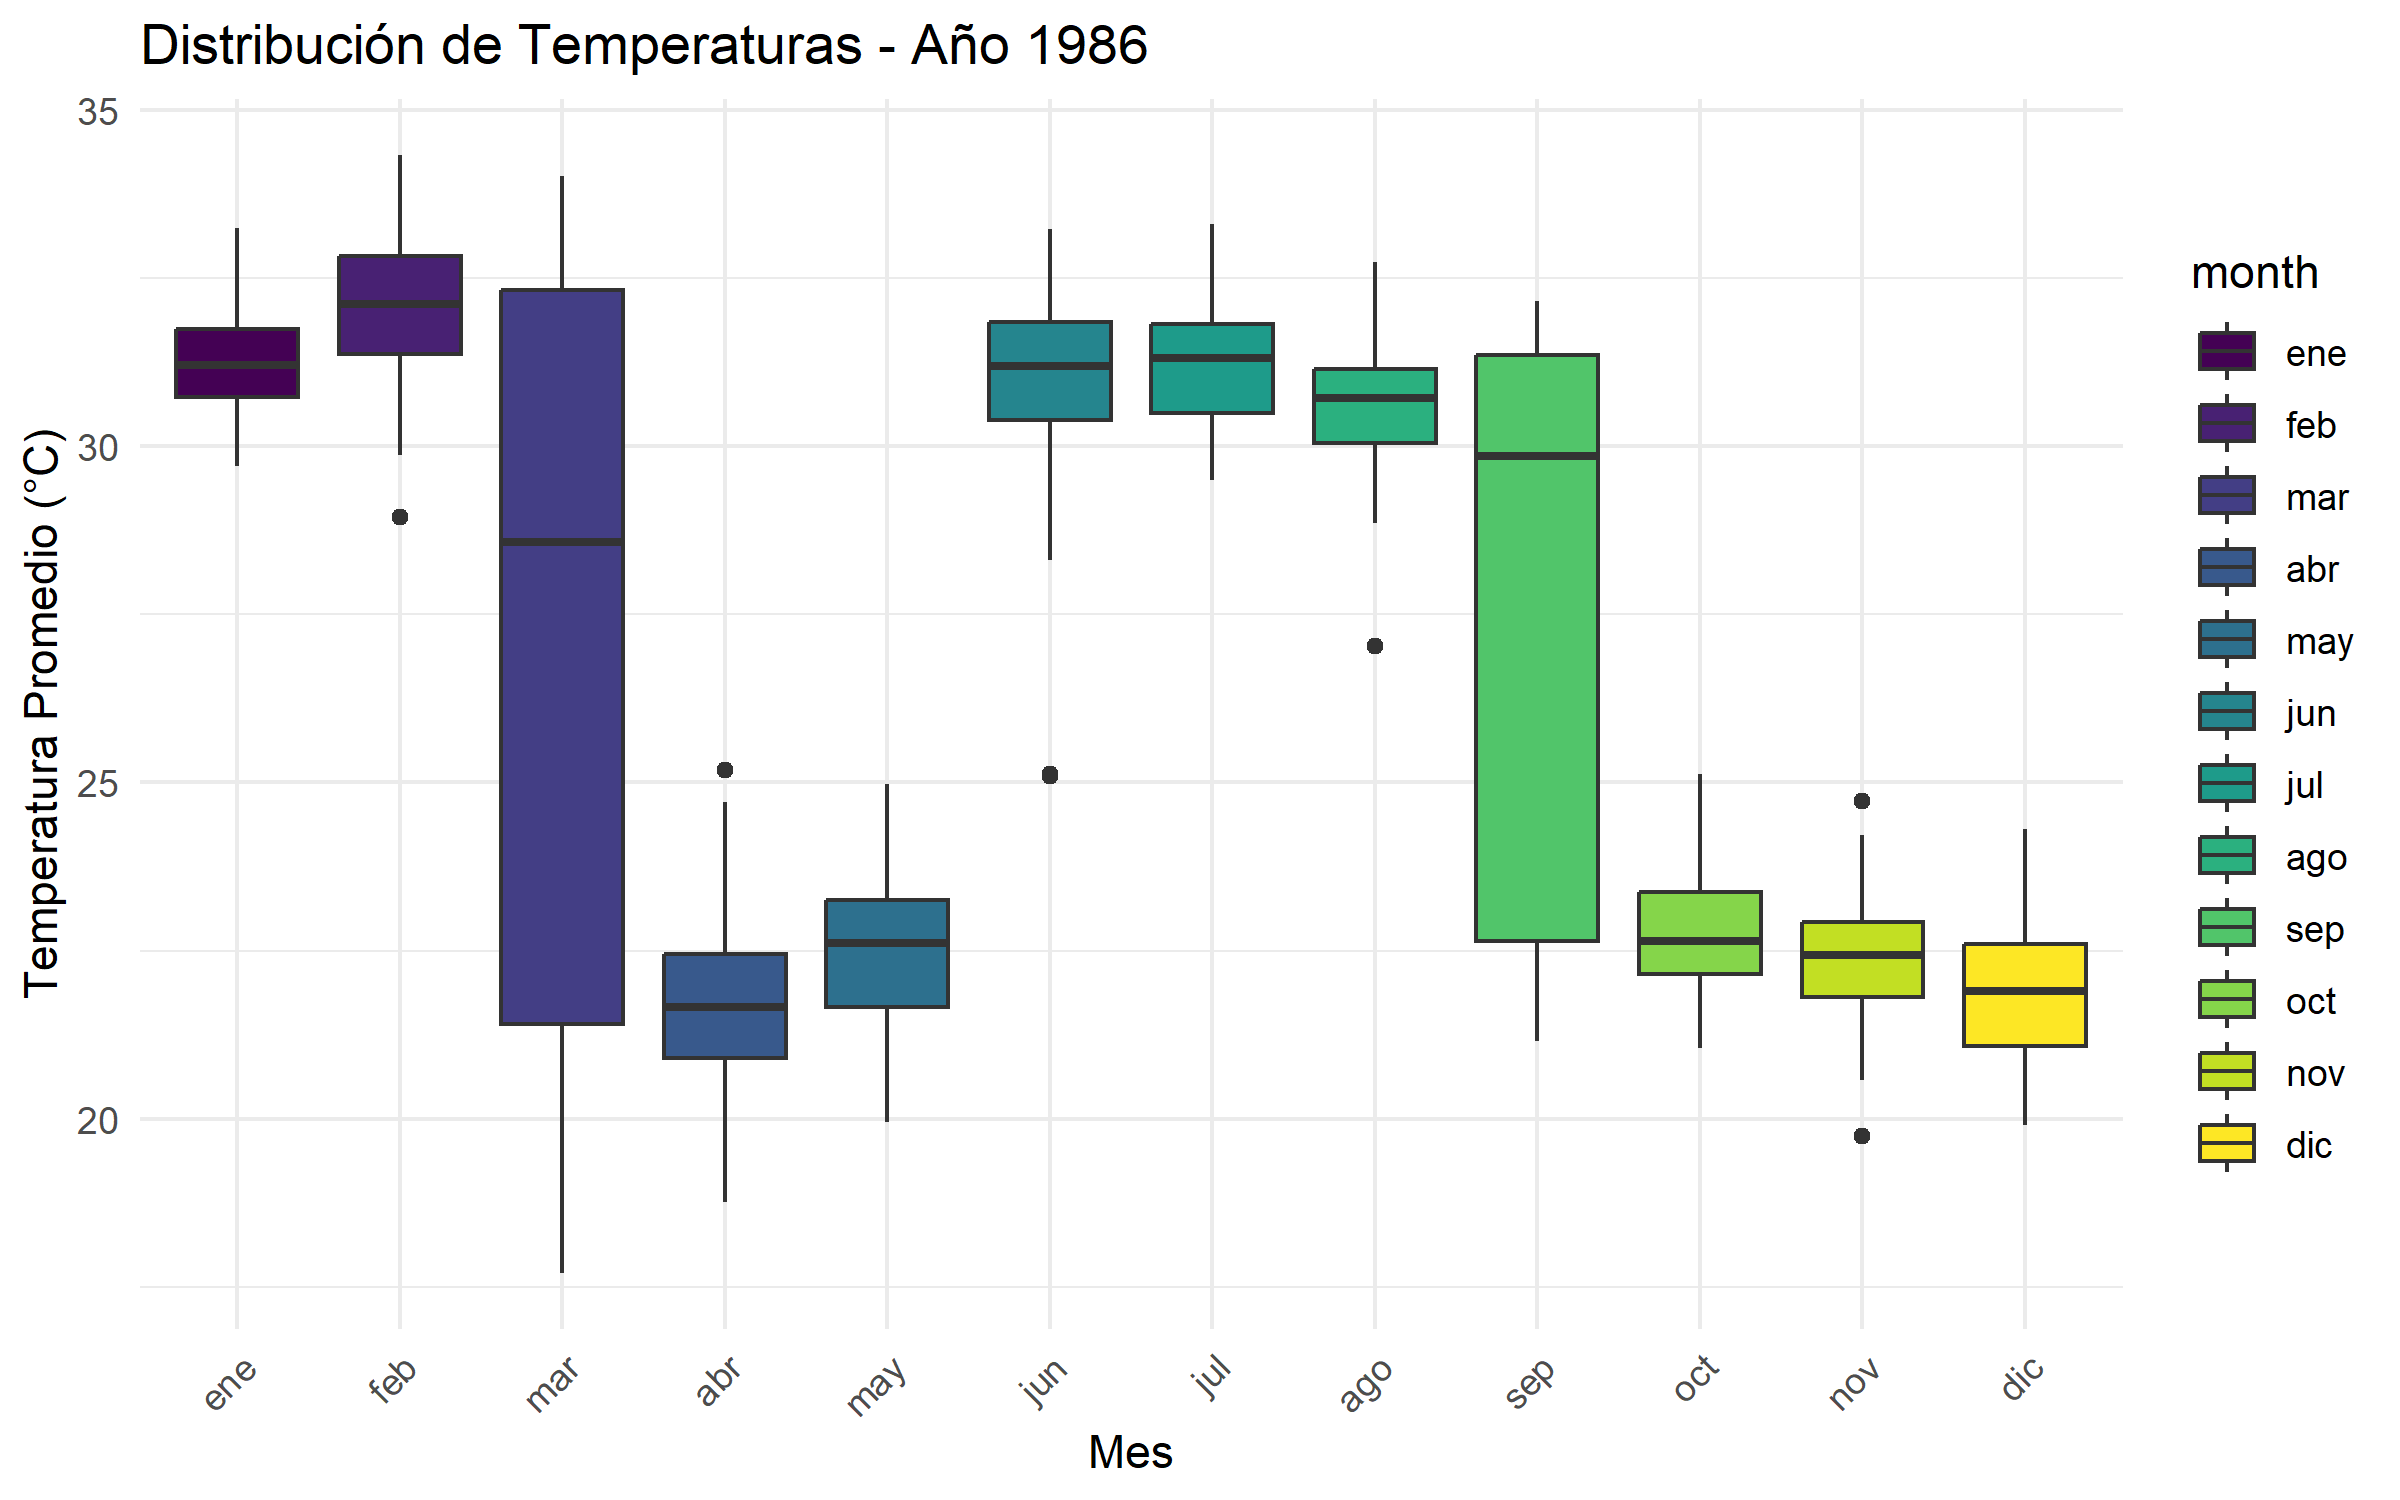 Distribución de Temperaturas - Año 1986
Temperatura Promedio (°C)
35
30
25
20
ene
feb
mar
abr
may
jun
jul
ago
sep
oct
nov
dic
Mes
month
ene
feb
mar
abr
may
jun
jul
ago
sep
oct
nov
dic